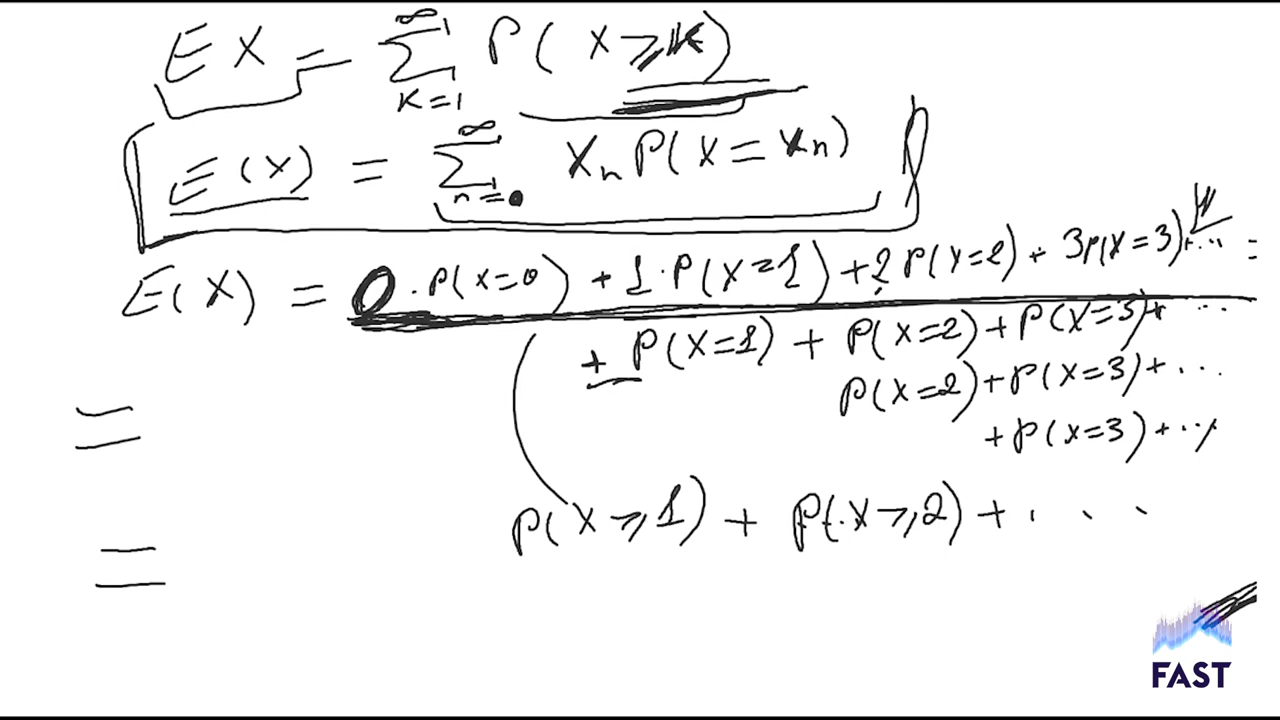 EX = ∑_{K=1}^{∞} P(X ⩾ K)
E(X) = ∑_{n=0}^{∞} X_n P(X = X_n)
E(X) = 0 · P(X=0) + 1 · P(X=1) + 2 P(X=2) + 3P(X=3) + ... =
+ P(X=1) + P(X=2) + P(X=3) + ...
= P(X=2) + P(X=3) + ...
+ P(X=3) + ...
P(X ⩾ 1) + P(X ⩾ 2) + . . .
=
FAST